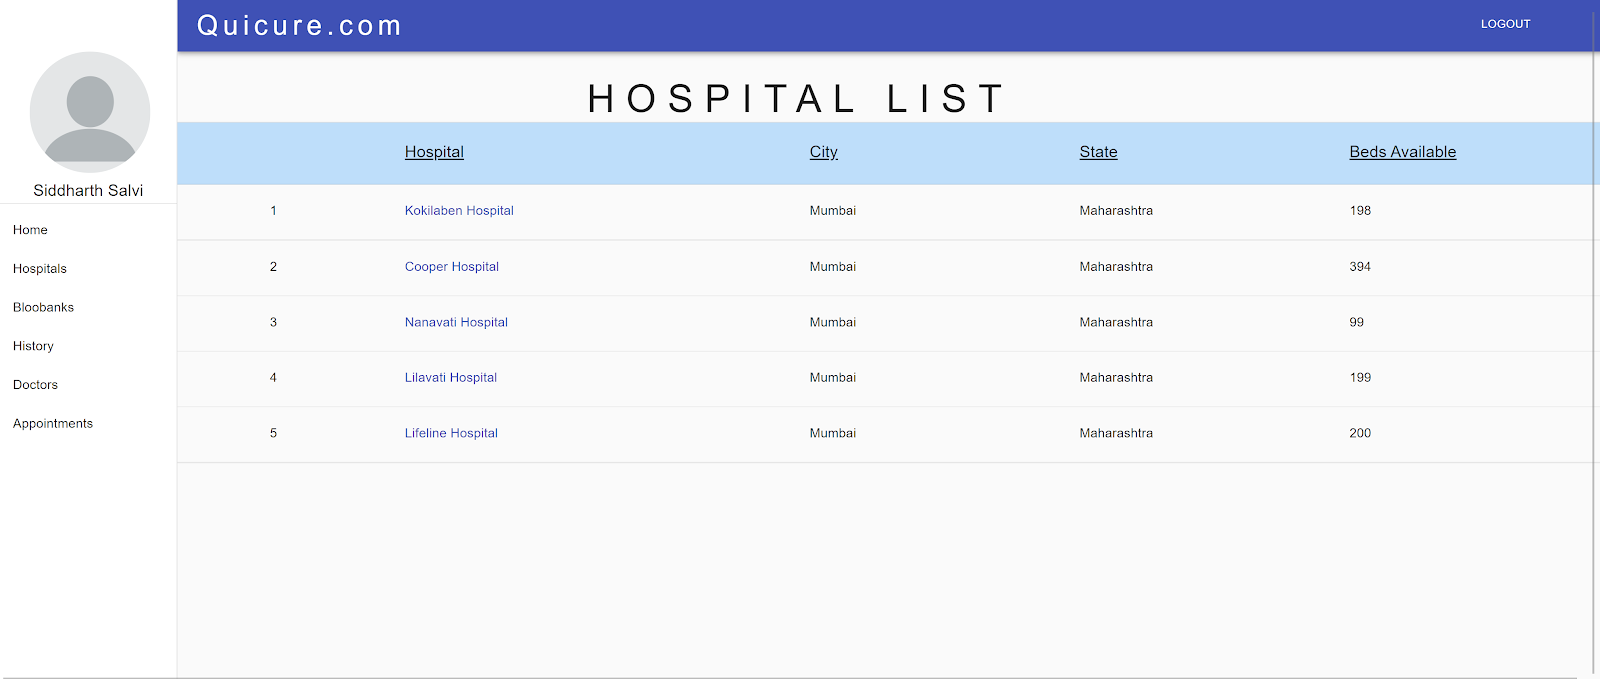 Quicure.com LOGOUT
Siddharth Salvi
Home
Hospitals
Bloobanks
History
Doctors
Appointments
HOSPITAL LIST
Hospital City State Beds Available
1 Kokilaben Hospital Mumbai Maharashtra 198
2 Cooper Hospital Mumbai Maharashtra 394
3 Nanavati Hospital Mumbai Maharashtra 99
4 Lilavati Hospital Mumbai Maharashtra 199
5 Lifeline Hospital Mumbai Maharashtra 200